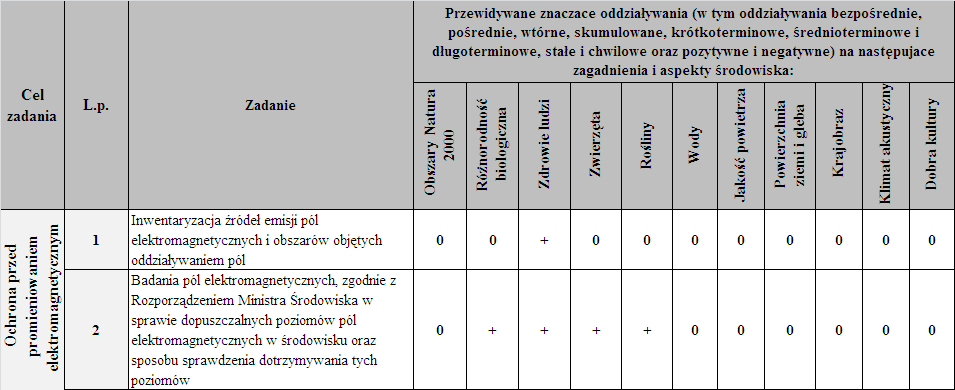 Przewidywane znaczace oddziaływania (w tym oddziaływania bezpośrednie,
pośrednie, wtórne, skumulowane, krótkoterminowe, średnioterminowe i
długoterminowe, stałe i chwilowe oraz pozytywne i negatywne) na następujace
zagadnienia i aspekty środowiska:
Cel
zadania
L.p.
Zadanie
Obszary Natura
2000
Różnorodność
biologiczna
Zdrowie ludzi
Zwierzęta
Rośliny
Wody
Jakość powietrza
Powierzchnia
ziemi i gleba
Krajobraz
Klimat akustyczny
Dobra kultury
Ochrona przed
promieniowaniem
elektromagnetycznym
1
Inwentaryzacja źródeł emisji pól
elektromagnetycznych i obszarów objętych
oddziaływaniem pól
0 0 + 0 0 0 0 0 0 0 0
2
Badania pól elektromagnetycznych, zgodnie z
Rozporządzeniem Ministra Środowiska w
sprawie dopuszczalnych poziomów pól
elektromagnetycznych w środowisku oraz
sposobu sprawdzenia dotrzymywania tych
poziomów
0 + + + + 0 0 0 0 0 0